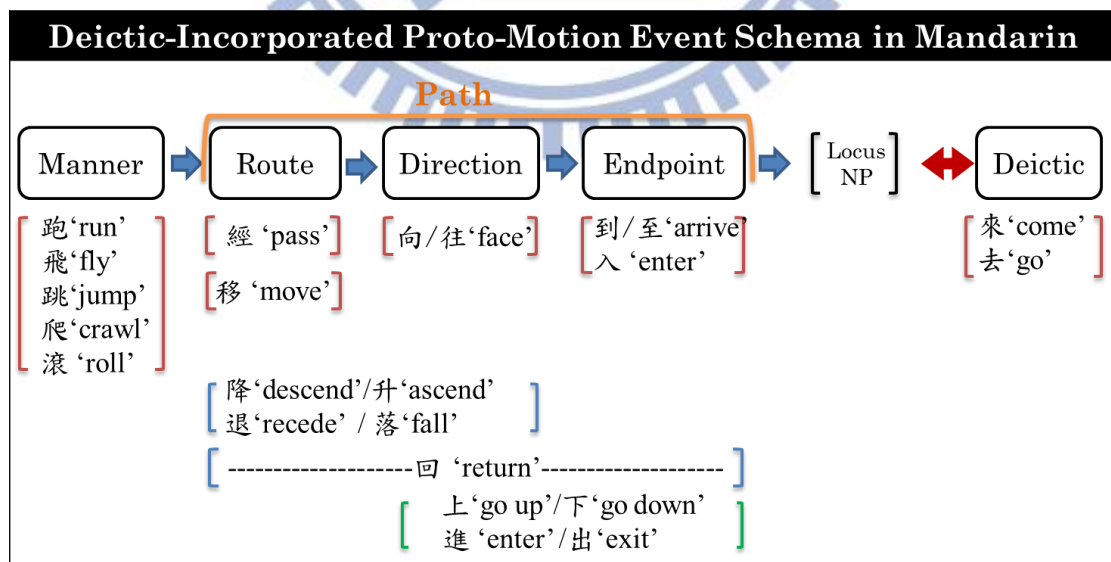 Deictic-Incorporated Proto-Motion Event Schema in Mandarin
Path
Manner
Route
Direction
Endpoint
Locus
NP
Deictic
跑‘run’
飛‘fly’
跳‘jump’
爬‘crawl’
滾 ‘roll’
經 ‘pass’
移 ‘move’
向/往‘face’
到/至‘arrive’
入 ‘enter’
來‘come’
去‘go’
降‘descend’/升‘ascend’
退‘recede’ / 落‘fall’
-------------------回 ‘return’---------------------
上‘go up’/下‘go down’
進 ‘enter’/出‘exit’